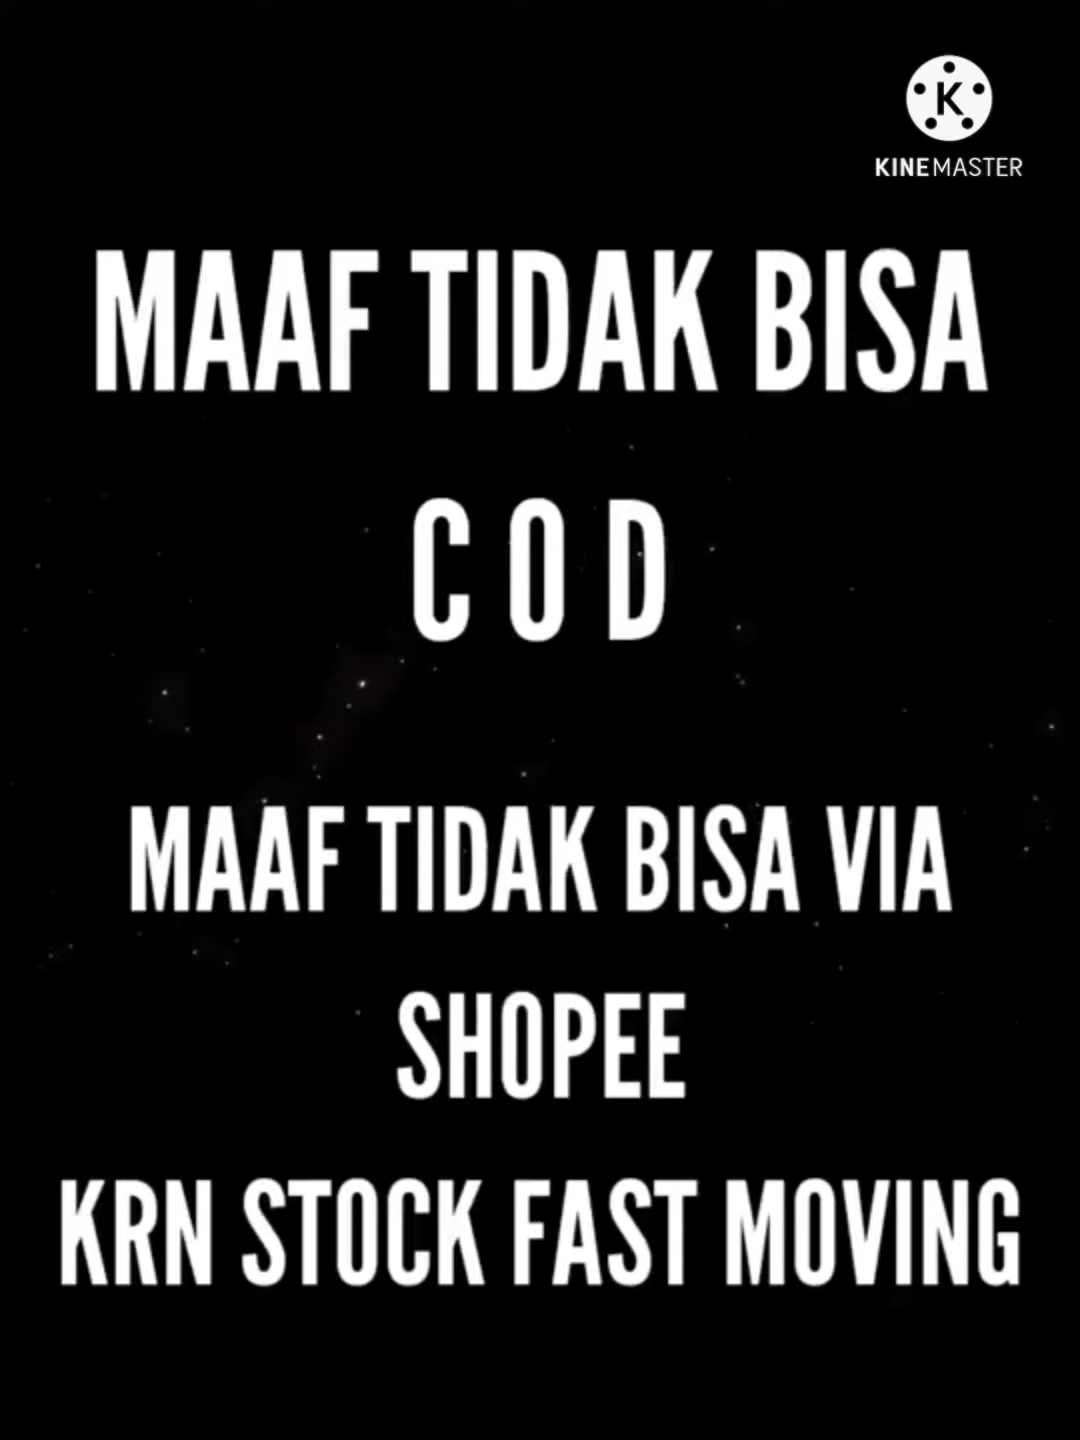 K
KINEMASTER
MAAF TIDAK BISA
C O D
MAAF TIDAK BISA VIA
SHOPEE
KRN STOCK FAST MOVING